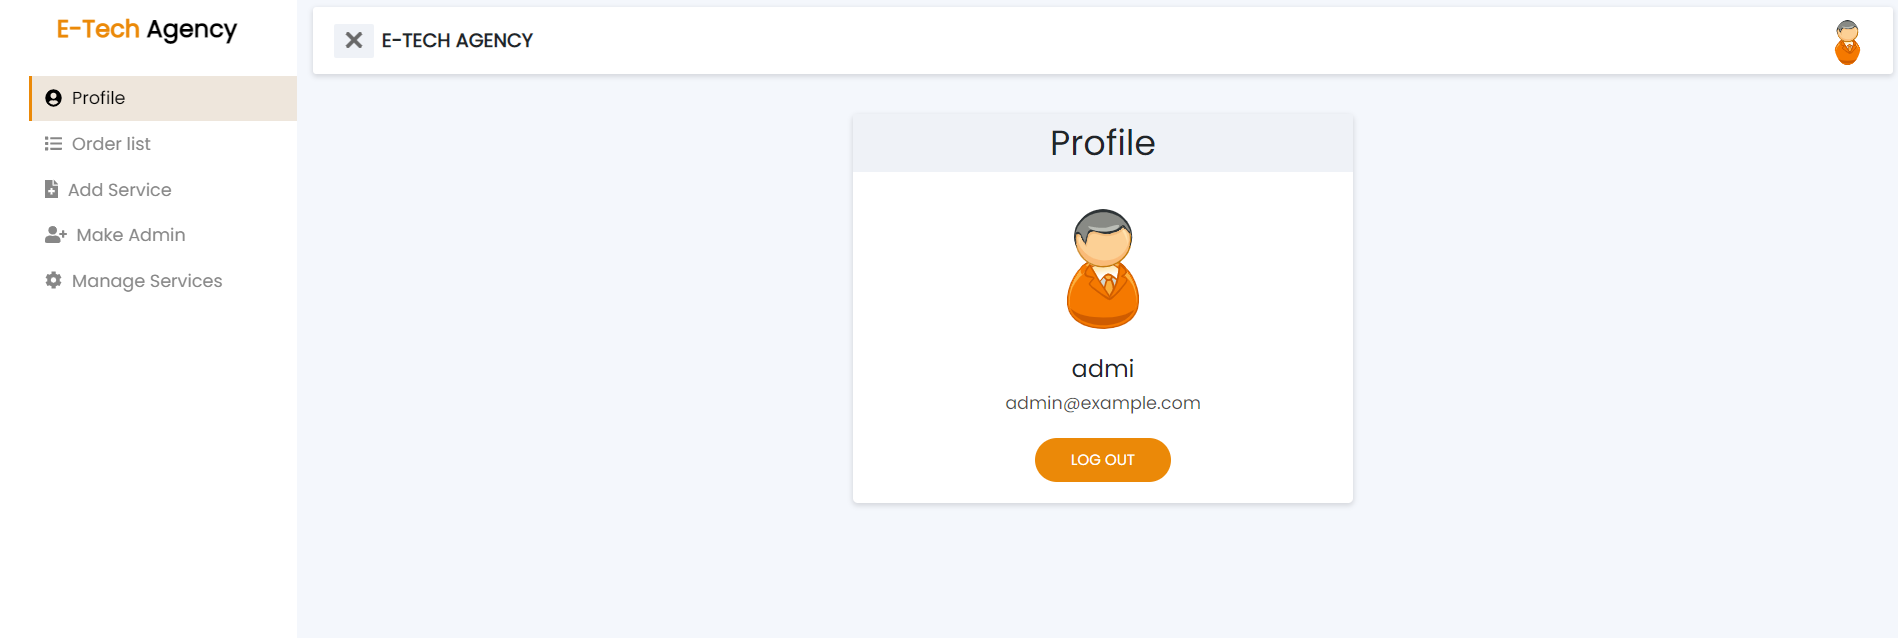 E-Tech Agency
Profile
Order list
Add Service
Make Admin
Manage Services
E-TECH AGENCY
Profile
admi
admin@example.com
LOG OUT